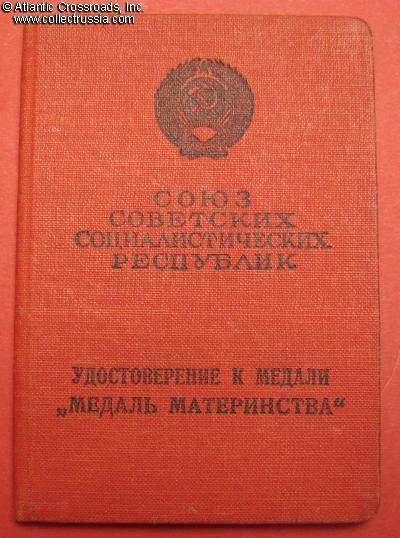 © Atlantic Crossroads, Inc.
www.collectrussia.com
СОЮЗ
СОВЕТСКИХ
СОЦИАЛИСТИЧЕСКИХ
РЕСПУБЛИК
УДОСТОВЕРЕНИЕ К МЕДАЛИ
„МЕДАЛЬ МАТЕРИНСТВА“